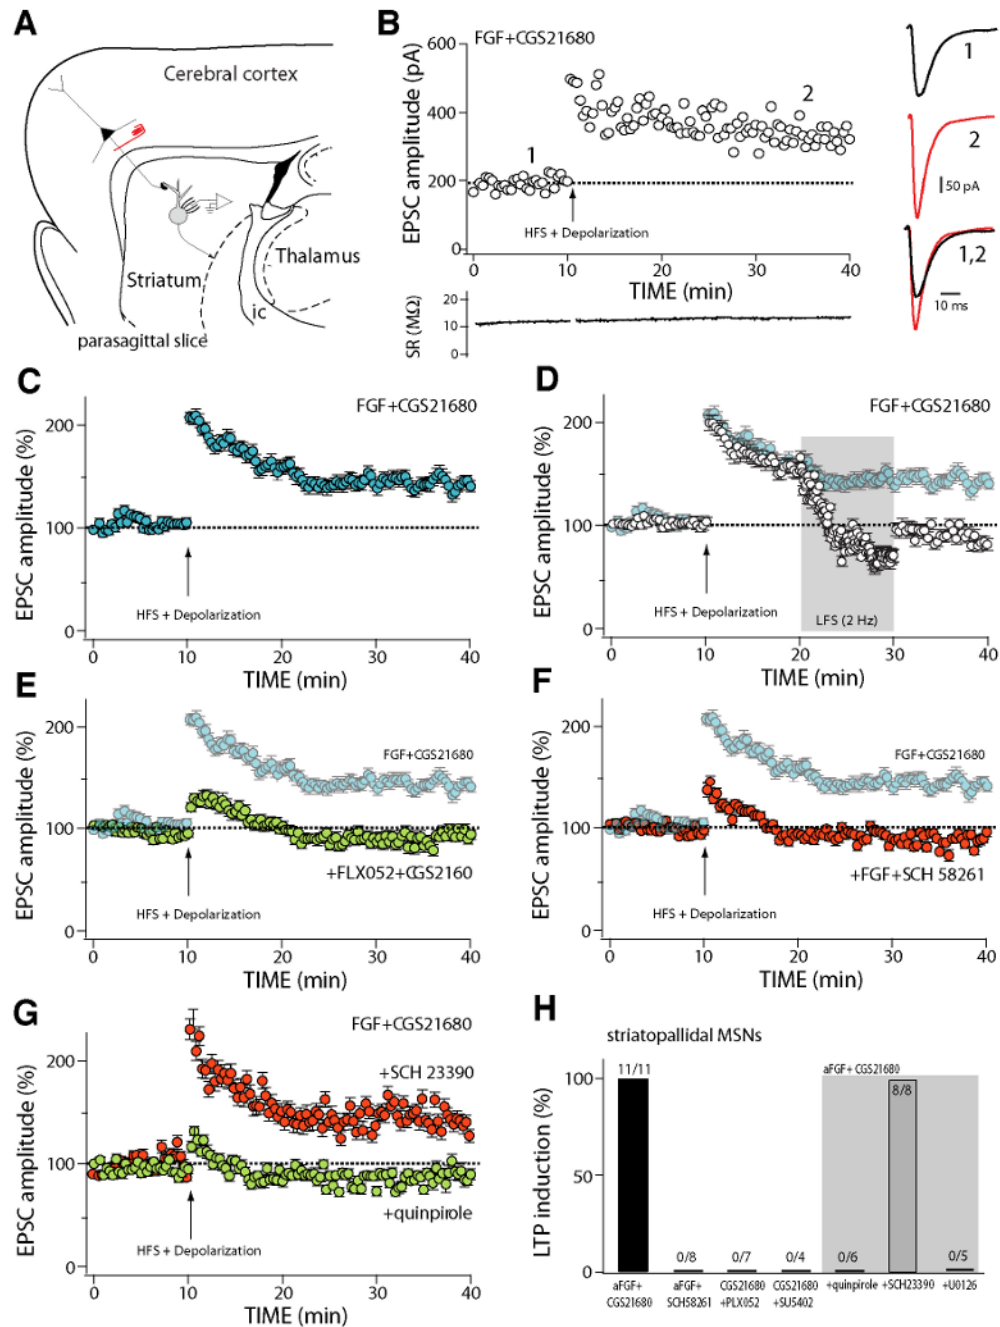 A
Cerebral cortex
Striatum
Thalamus
ic
parasagittal slice
B
FGF+CGS21680
EPSC amplitude (pA)
600
400
200
0
1
2
HFS + Depolarization
0
10
20
30
40
TIME (min)
SR (MΩ)
20
10
0
1
2
50 pA
1,2
10 ms
C
FGF+CGS21680
EPSC amplitude (%)
200
100
0
HFS + Depolarization
0
10
20
30
40
TIME (min)
D
FGF+CGS21680
EPSC amplitude (%)
200
100
0
HFS + Depolarization
LFS (2 Hz)
0
10
20
30
40
TIME (min)
E
EPSC amplitude (%)
200
100
0
FGF+CGS21680
+FLX052+CGS2160
HFS + Depolarization
0
10
20
30
40
TIME (min)
F
EPSC amplitude (%)
200
100
0
FGF+CGS21680
+FGF+SCH 58261
HFS + Depolarization
0
10
20
30
40
TIME (min)
G
FGF+CGS21680
+SCH 23390
EPSC amplitude (%)
200
100
0
+quinpirole
HFS + Depolarization
0
10
20
30
40
TIME (min)
H
striatopallidal MSNs
LTP induction (%)
100
50
0
11/11
0/8
0/7
0/4
aFGF+ CGS21680
0/6
8/8
0/5
aFGF+
CGS21680
aFGF+
SCH58261
CGS21680
+PLX052
CGS21680
+SU5402
+quinpirole
+SCH23390
+U0126